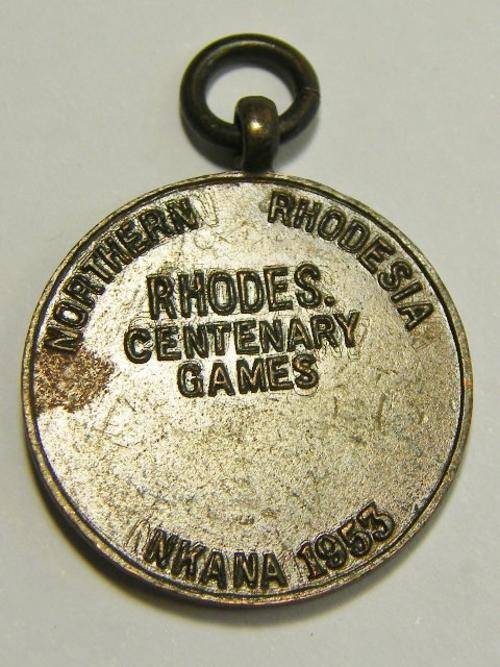 NORTHERN RHODESIA
RHODES.
CENTENARY
GAMES
NKANA 1953